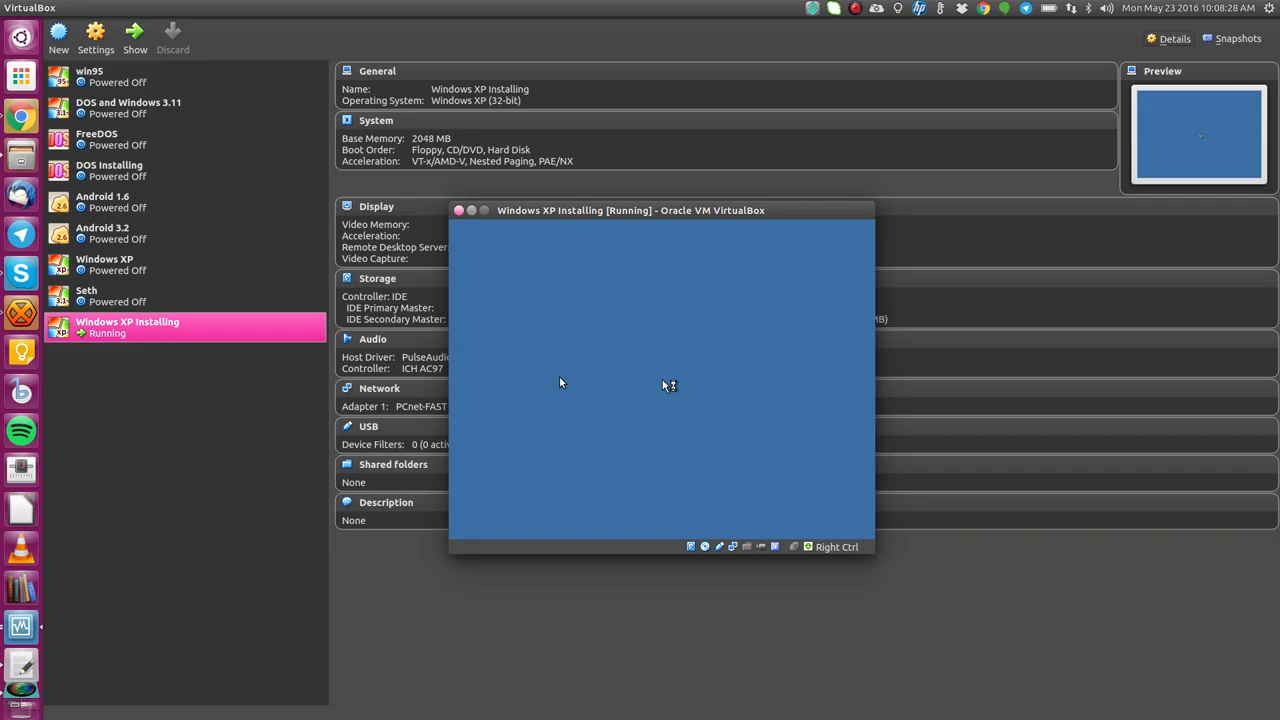 VirtualBox
Mon May 23 2016 10:08:28 AM
New
Settings
Show
Discard
Details
Snapshots
win95
Powered Off
DOS and Windows 3.11
Powered Off
FreeDOS
Powered Off
DOS Installing
Powered Off
Android 1.6
Powered Off
Android 3.2
Powered Off
Windows XP
Powered Off
Seth
Powered Off
Windows XP Installing
Running
General
Name: Windows XP Installing
Operating System: Windows XP (32-bit)
System
Base Memory: 2048 MB
Boot Order: Floppy, CD/DVD, Hard Disk
Acceleration: VT-x/AMD-V, Nested Paging, PAE/NX
Preview
Display
Video Memory:
Acceleration:
Remote Desktop Server:
Video Capture:
Storage
Controller: IDE
IDE Primary Master:
IDE Secondary Master: MB)
Audio
Host Driver: PulseAudio
Controller: ICH AC97
Network
Adapter 1: PCnet-FAST
USB
Device Filters: 0 (0 activ
Shared folders
None
Description
None
Windows XP Installing [Running] - Oracle VM VirtualBox
Right Ctrl